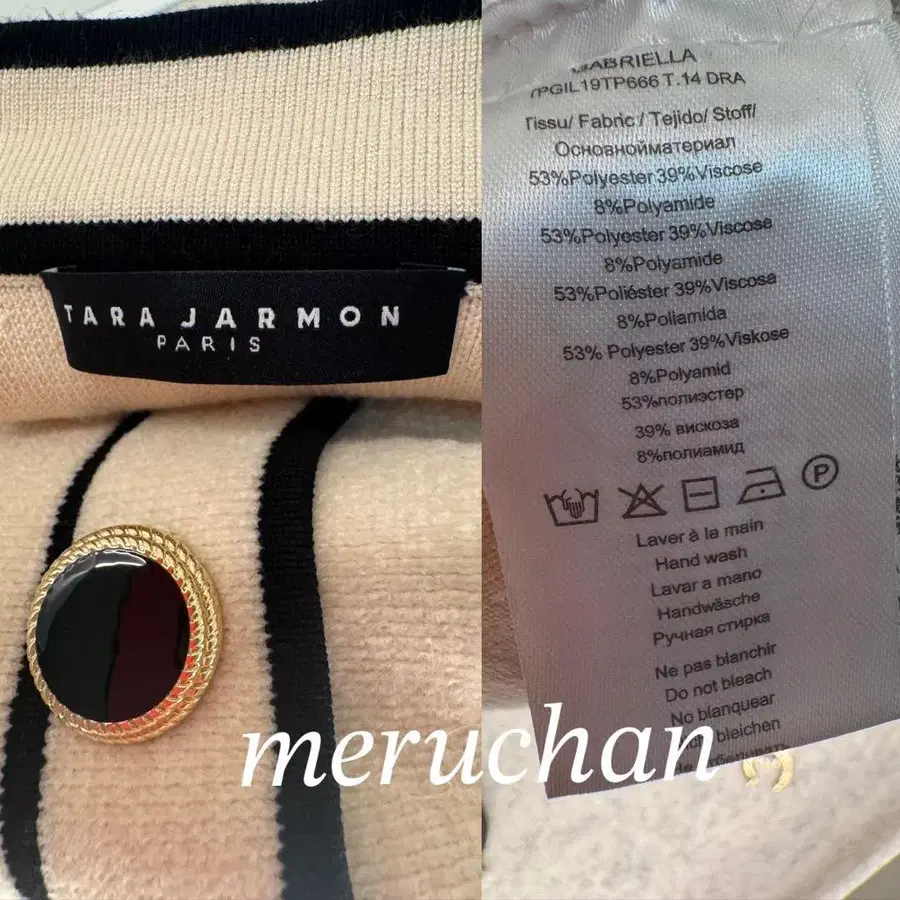 TARA JARMON
PARIS
GABRIELLA
TPGIL19TP666 T.14 DRA
Tissu/ Fabric / Tejido/ Stoff/
Основнойматериал
53%Polyester 39%Viscose
8%Polyamide
53%Polyester 39%Viscose
8%Polyamide
53%Poliéster 39%Viscosa
8%Poliamida
53% Polyester 39%Viskose
8%Polyamid
53%полиэстер
39% вискоза
8%полиамид
P
Laver à la main
Hand wash
Lavar a mano
Handwäsche
Ручная стирка
Ne pas blanchir
Do not bleach
No blanquear
bleichen
meruchan